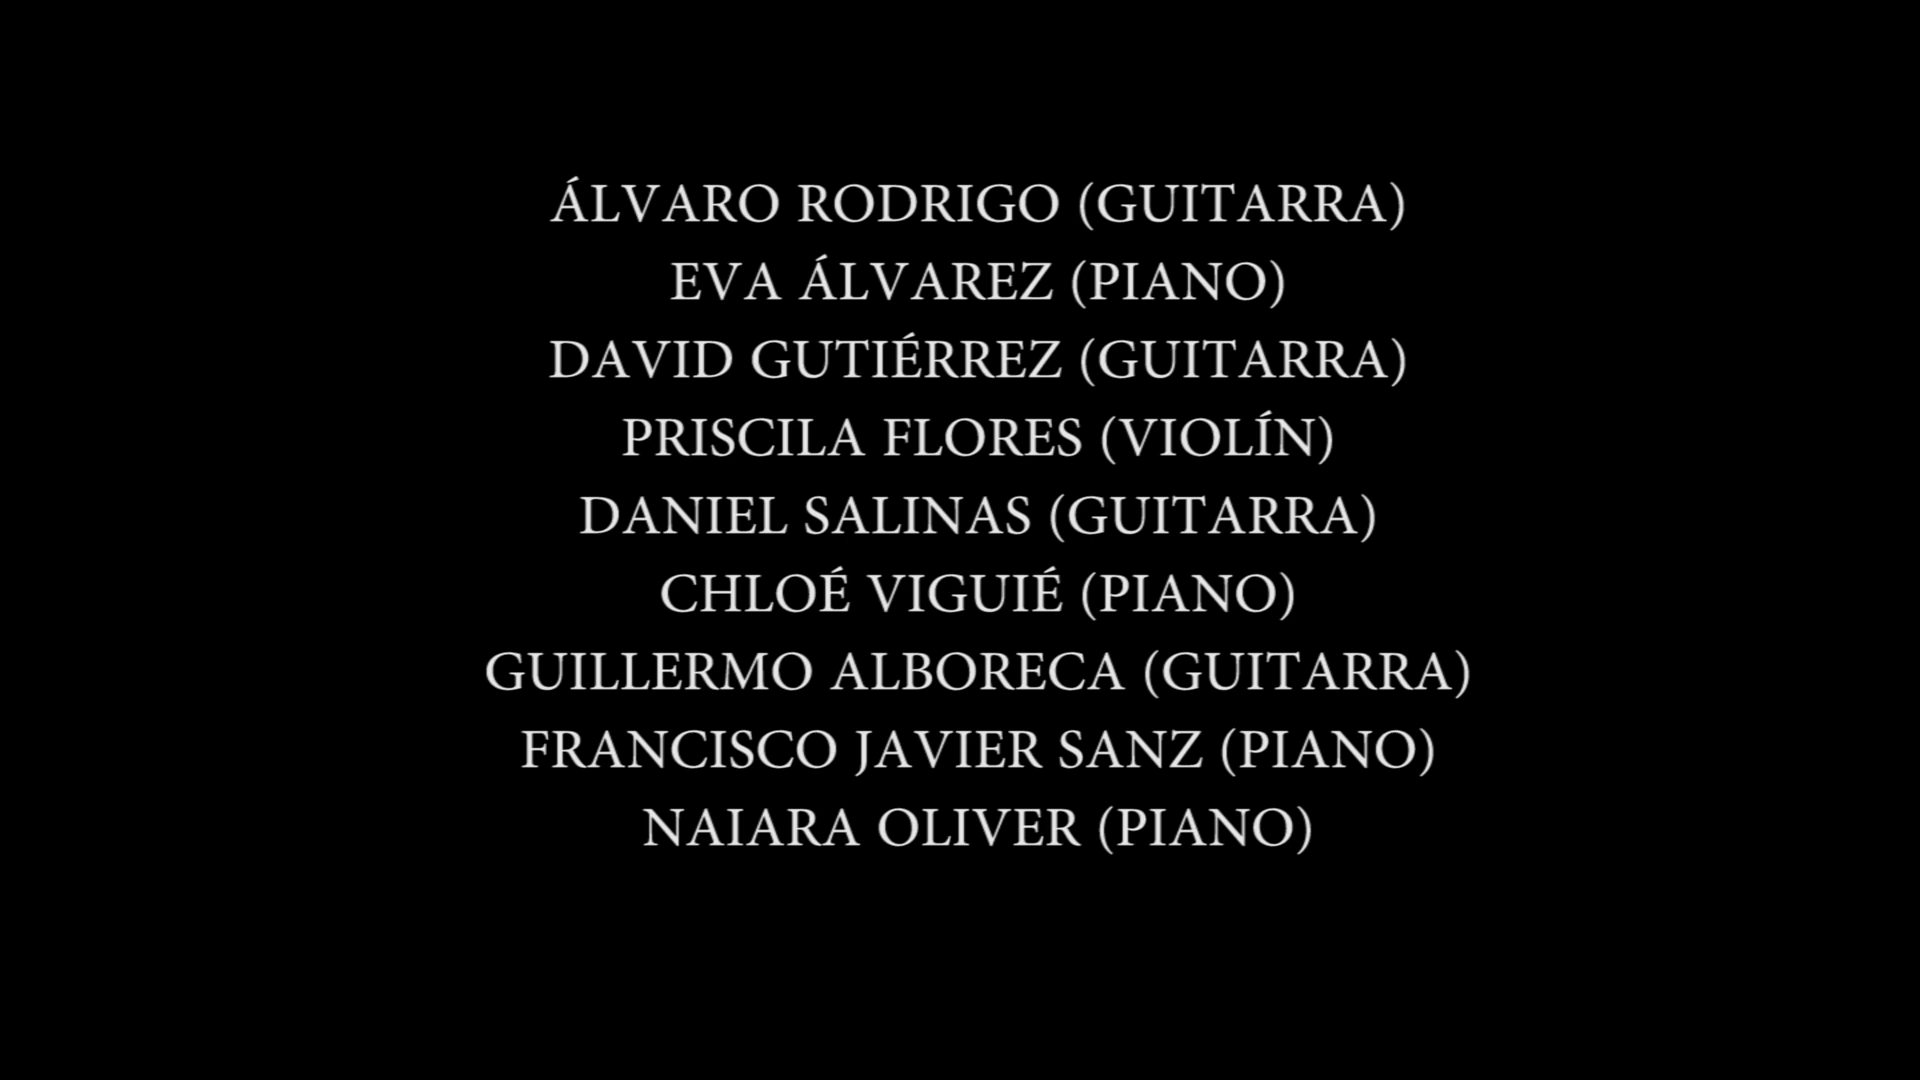 ÁLVARO RODRIGO (GUITARRA)
EVA ÁLVAREZ (PIANO)
DAVID GUTIÉRREZ (GUITARRA)
PRISCILA FLORES (VIOLÍN)
DANIEL SALINAS (GUITARRA)
CHLOÉ VIGUIÉ (PIANO)
GUILLERMO ALBORECA (GUITARRA)
FRANCISCO JAVIER SANZ (PIANO)
NAIARA OLIVER (PIANO)